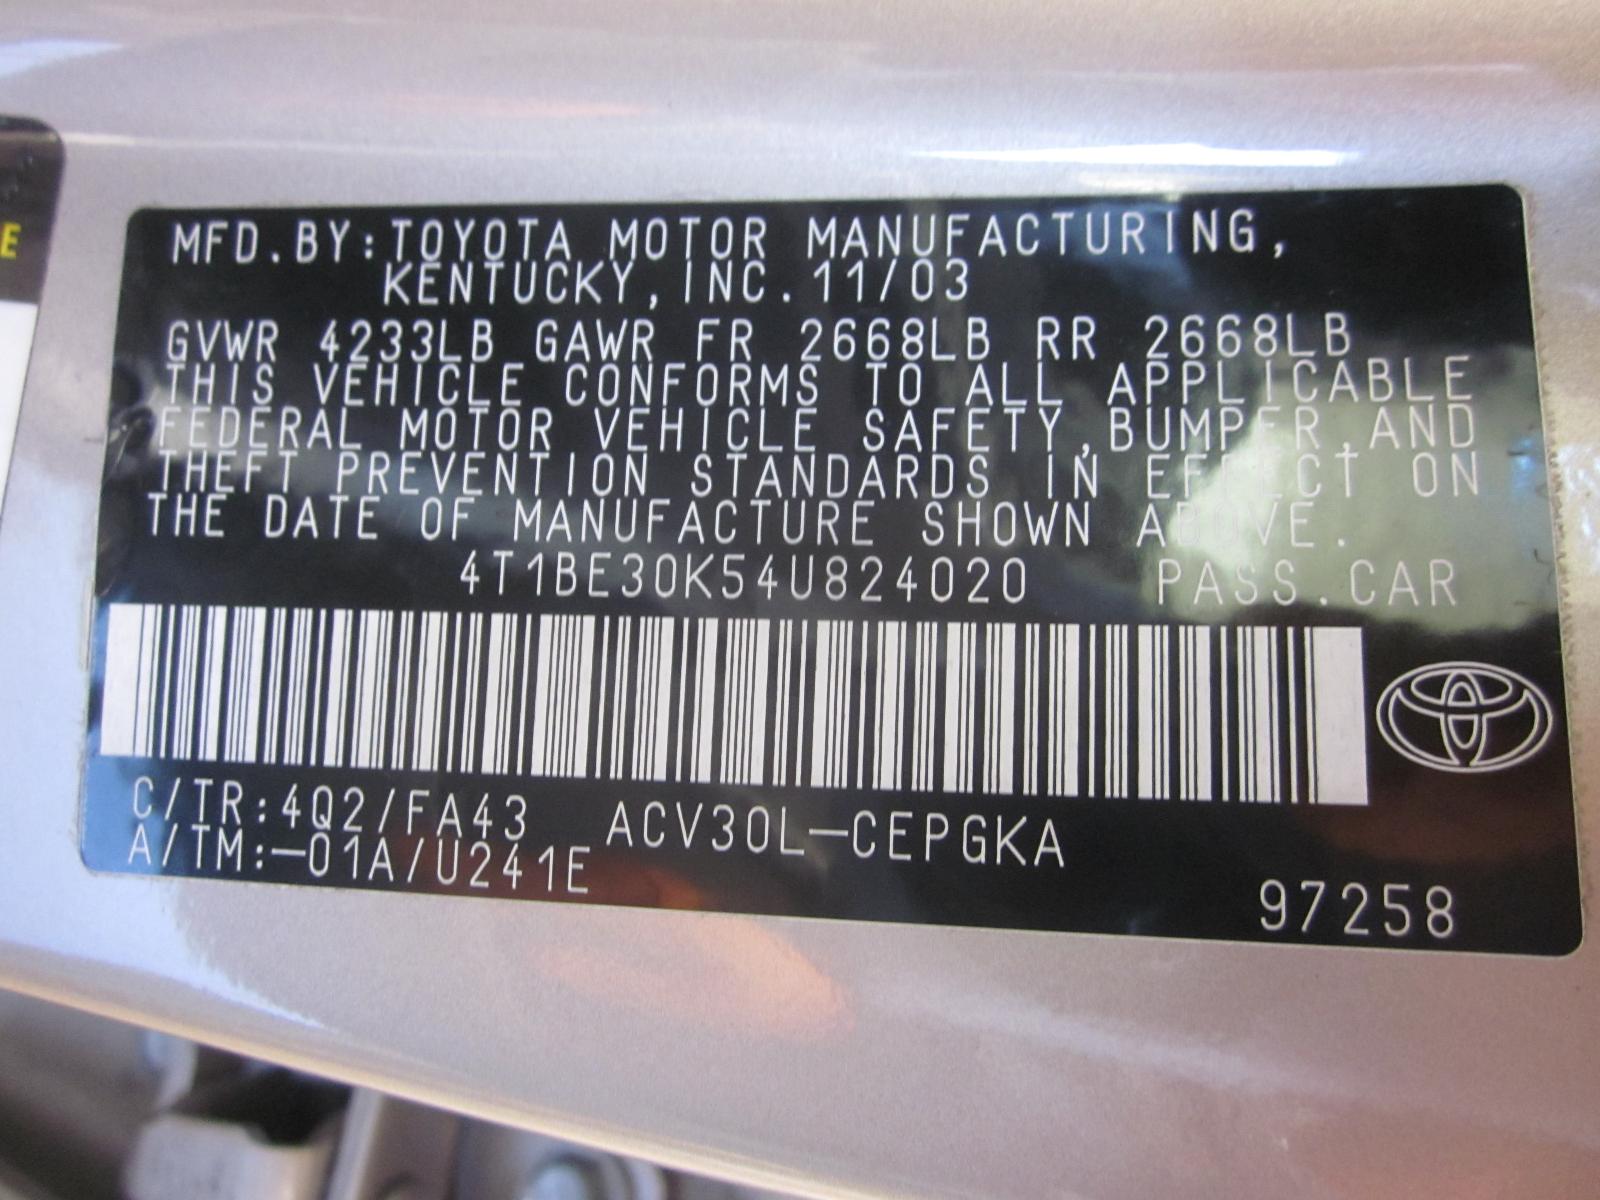 E
MFD.BY:TOYOTA MOTOR MANUFACTURING,
KENTUCKY,INC.11/03
GVWR 4233LB GAWR FR 2668LB RR 2668LB
THIS VEHICLE CONFORMS TO ALL APPLICABLE
FEDERAL MOTOR VEHICLE SAFETY,BUMPER,AND
THEFT PREVENTION STANDARDS IN EFFECT ON
THE DATE OF MANUFACTURE SHOWN ABOVE.
4T1BE30K54U824020 PASS.CAR
C/TR:4Q2/FA43 ACV30L-CEPGKA
A/TM:-01A/U241E
97258